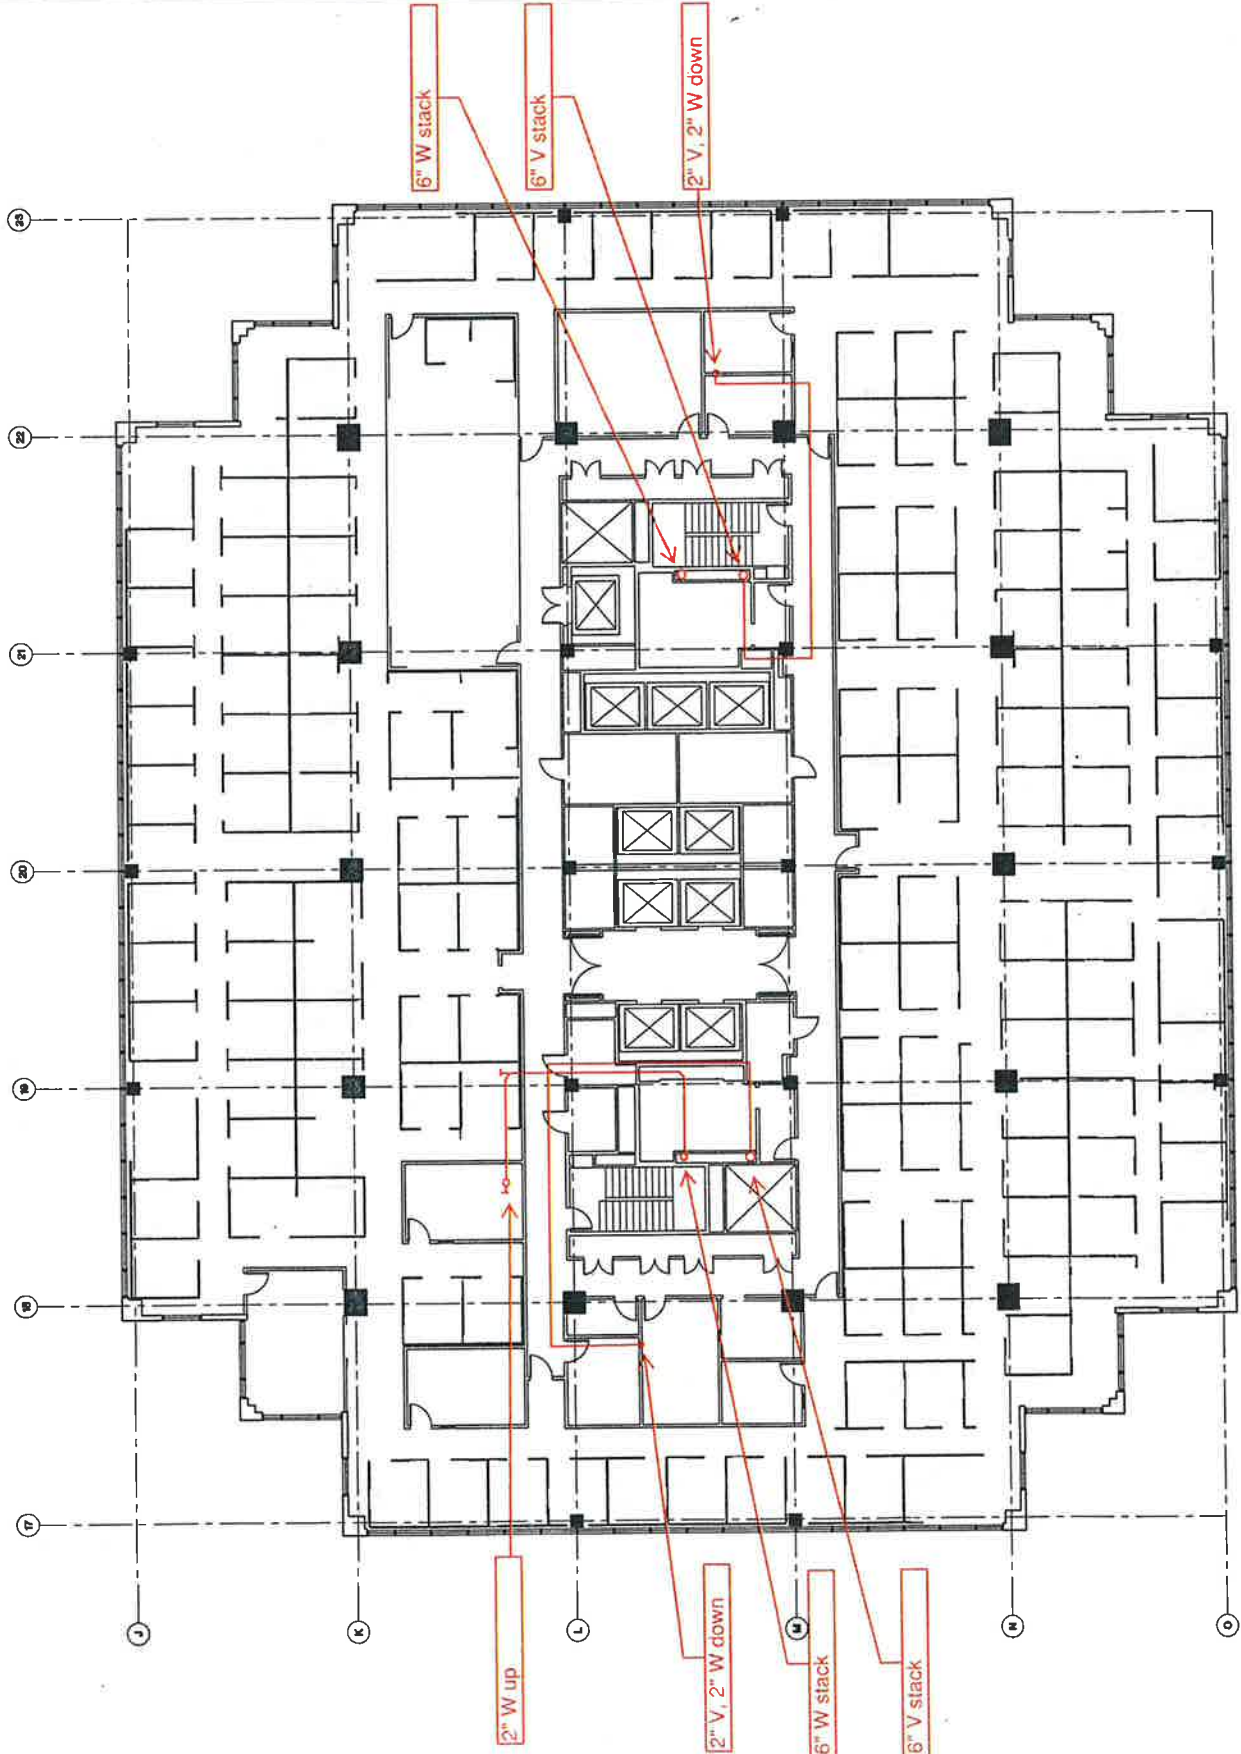 6" W stack
6" V stack
2" V, 2" W down
23
22
21
20
19
18
17
J
K
L
M
N
O
2" W up
2" V, 2" W down
6" W stack
6" V stack